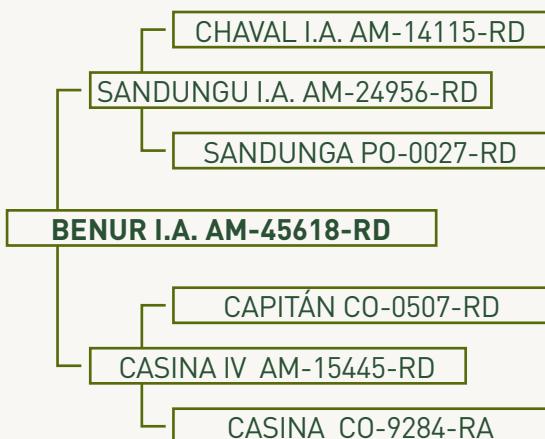 CHAVAL I.A. AM-14115-RD
SANDUNGU I.A. AM-24956-RD
SANDUNGA PO-0027-RD
BENUR I.A. AM-45618-RD
CAPITÁN CO-0507-RD
CASINA IV AM-15445-RD
CASINA CO-9284-RA